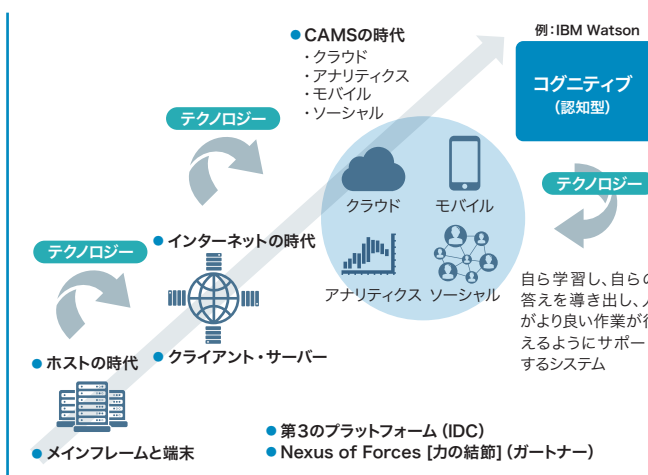 ●CAMSの時代
・クラウド
・アナリティクス
・モバイル
・ソーシャル
例：IBM Watson
コグニティブ
（認知型）
テクノロジー
クラウド
モバイル
アナリティクス
ソーシャル
テクノロジー
自ら学習し、自らの
答えを導き出し、
がより良い作業が
えるようにサポー
するシステム
テクノロジー
●インターネットの時代
●クライアント・サーバー
●ホストの時代
●メインフレームと端末
●第3のプラットフォーム（IDC）
●Nexus of Forces [力の結節]（ガートナー）